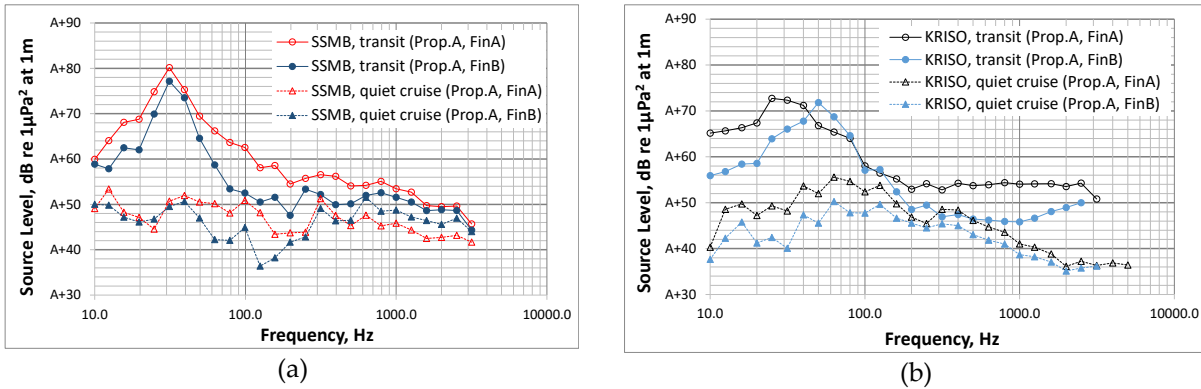 Source Level, dB re 1μPa² at 1m
A+90
A+80
A+70
A+60
A+50
A+40
A+30
SSMB, transit (Prop.A, FinA)
SSMB, transit (Prop.A, FinB)
SSMB, quiet cruise (Prop.A, FinA)
SSMB, quiet cruise (Prop.A, FinB)
10.0 100.0 1000.0 10000.0
Frequency, Hz
(a)
Source Level, dB re 1μPa² at 1m
A+90
A+80
A+70
A+60
A+50
A+40
A+30
KRISO, transit (Prop.A, FinA)
KRISO, transit (Prop.A, FinB)
KRISO, quiet cruise (Prop.A, FinA)
KRISO, quiet cruise (Prop.A, FinB)
10.0 100.0 1000.0 10000.0
Frequency, Hz
(b)